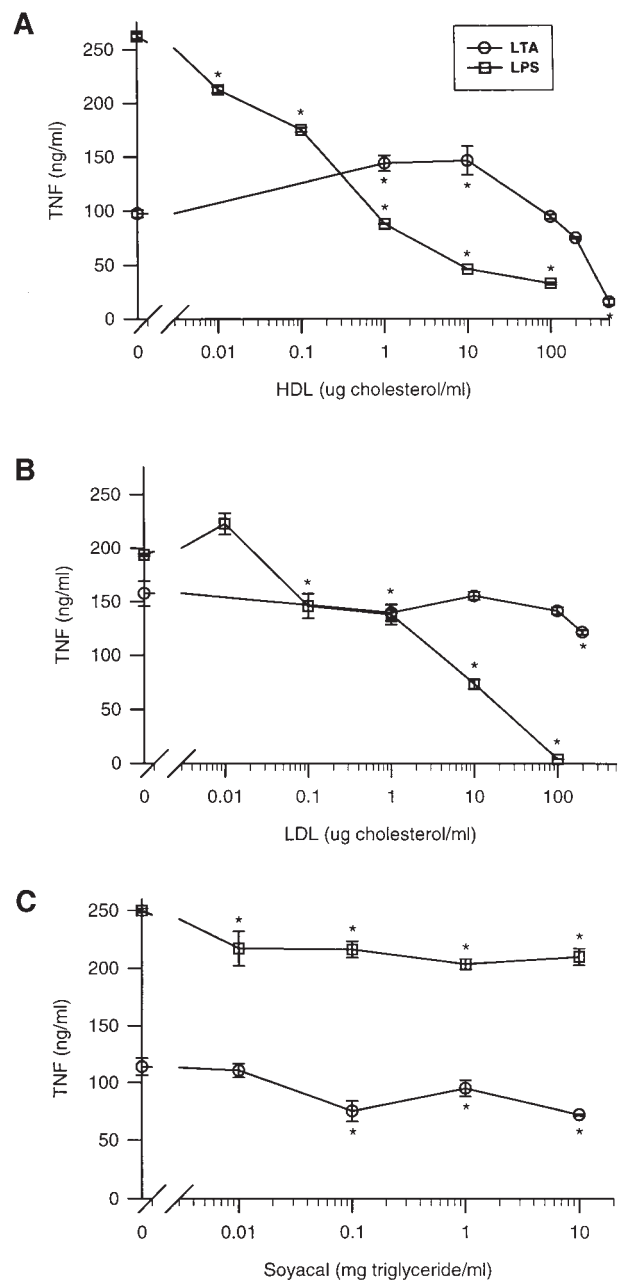 A
LTA
LPS
TNF (ng/ml)
250
200
150
100
50
0
* * * * * * * * *
0 0.01 0.1 1 10 100
HDL (ug cholesterol/ml)
B
TNF (ng/ml)
250
200
150
100
50
0
* * * * *
0 0.01 0.1 1 10 100
LDL (ug cholesterol/ml)
C
TNF (ng/ml)
250
200
150
100
50
0
* * * * * * *
0 0.01 0.1 1 10
Soyacal (mg triglyceride/ml)